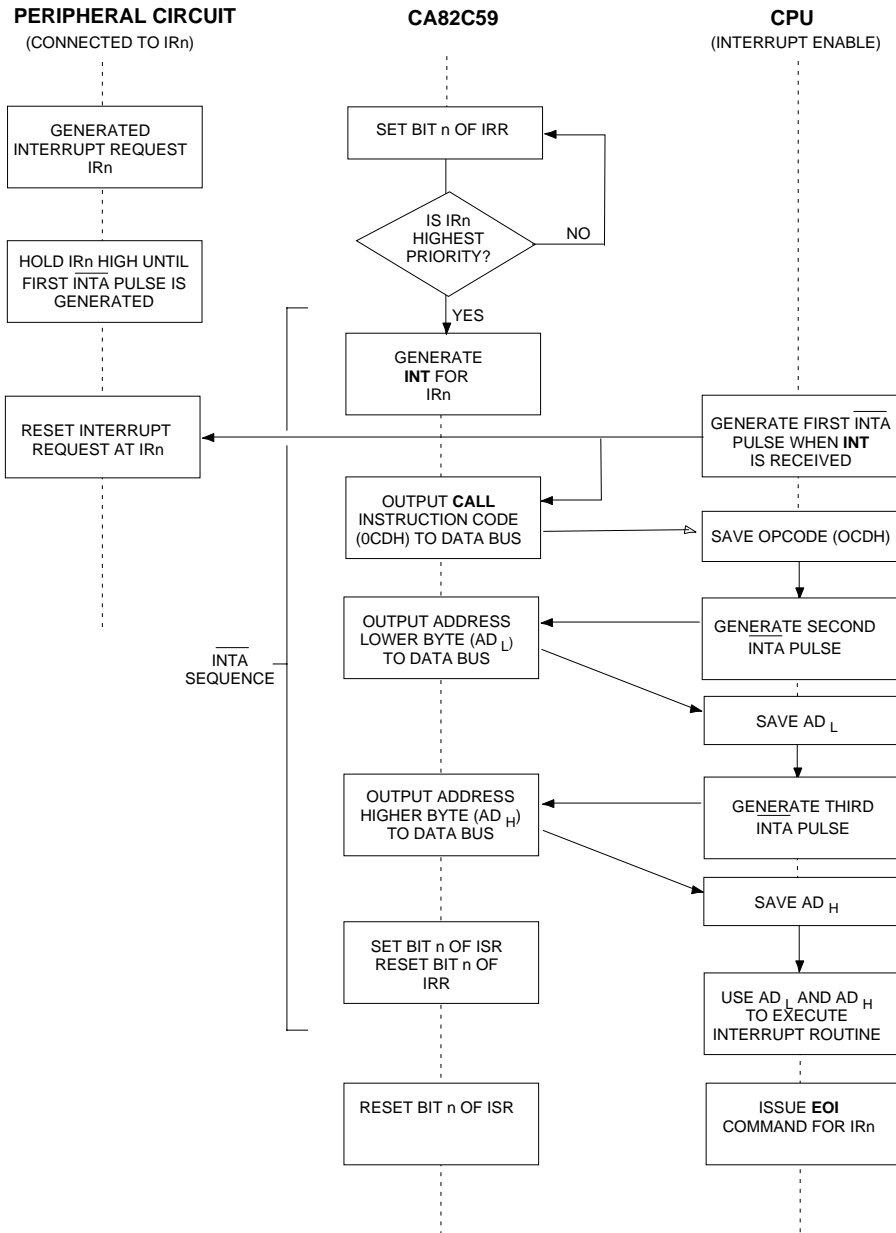 PERIPHERAL CIRCUIT
(CONNECTED TO IRn)
CA82C59
CPU
(INTERRUPT ENABLE)
GENERATED
INTERRUPT REQUEST
IRn
SET BIT n OF IRR
IS IRn
HIGHEST
PRIORITY?
NO
HOLD IRn HIGH UNTIL
FIRST INTA PULSE IS
GENERATED
YES
GENERATE
INT FOR
IRn
RESET INTERRUPT
REQUEST AT IRn
GENERATE FIRST INTA
PULSE WHEN INT
IS RECEIVED
OUTPUT CALL
INSTRUCTION CODE
(0CDH) TO DATA BUS
SAVE OPCODE (OCDH)
OUTPUT ADDRESS
LOWER BYTE (AD L)
TO DATA BUS
GENERATE SECOND
INTA PULSE
INTA
SEQUENCE
SAVE AD L
OUTPUT ADDRESS
HIGHER BYTE (AD H)
TO DATA BUS
GENERATE THIRD
INTA PULSE
SAVE AD H
SET BIT n OF ISR
RESET BIT n OF
IRR
USE AD L AND AD H
TO EXECUTE
INTERRUPT ROUTINE
RESET BIT n OF ISR
ISSUE EOI
COMMAND FOR IRn